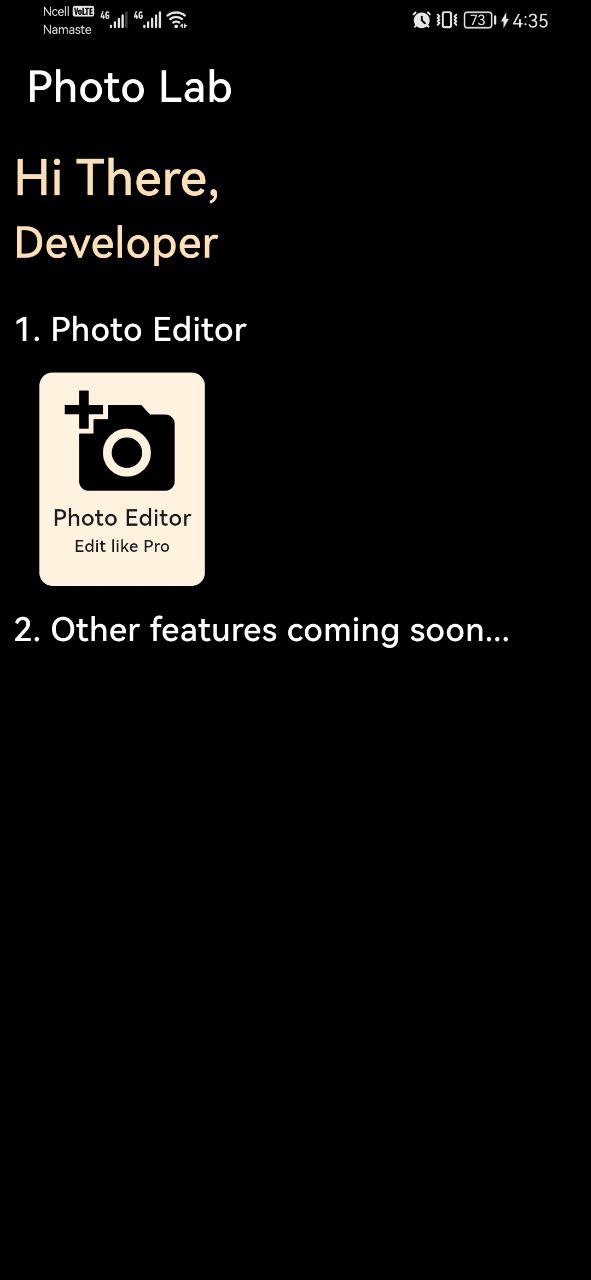 Ncell VoLTE 4G 4G 73 4:35
Namaste
Photo Lab
Hi There,
Developer
1. Photo Editor
Photo Editor
Edit like Pro
2. Other features coming soon...